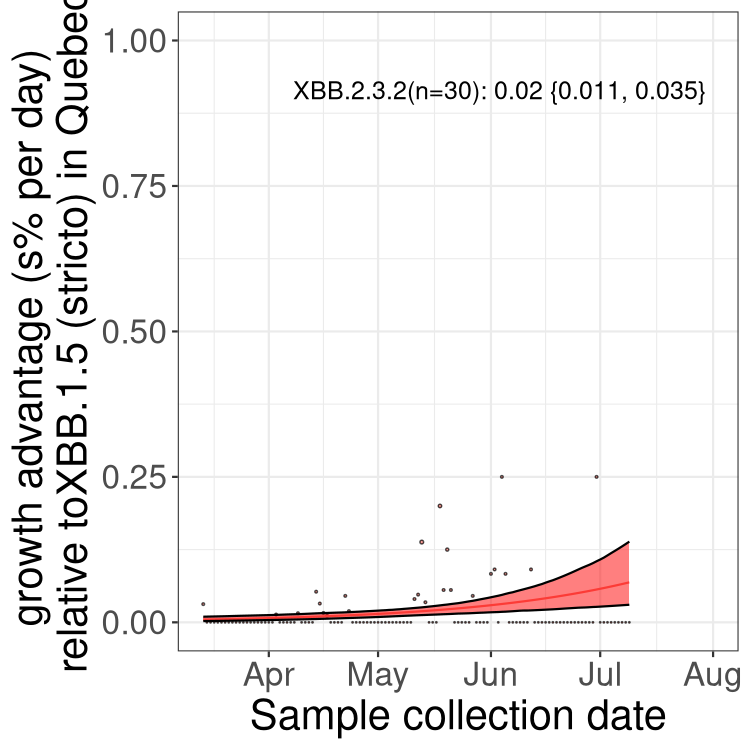 growth advantage (s% per day)
relative toXBB.1.5 (stricto) in Quebec
1.00
0.75
0.50
0.25
0.00
XBB.2.3.2(n=30): 0.02 {0.011, 0.035}
Apr May Jun Jul Aug
Sample collection date